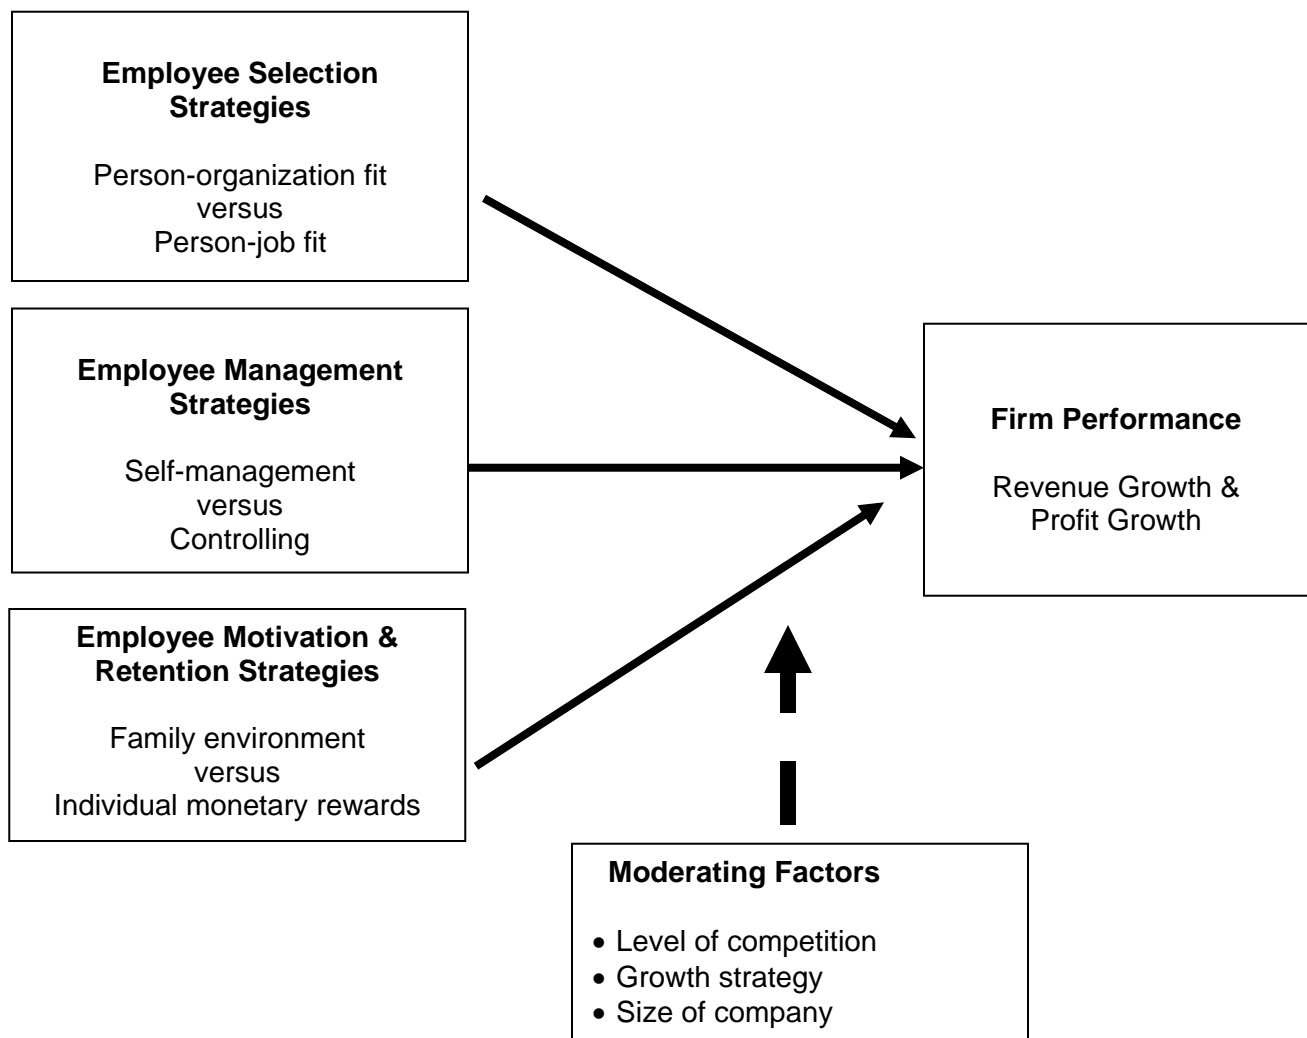 Employee Selection
Strategies
Person-organization fit
versus
Person-job fit
Employee Management
Strategies
Self-management
versus
Controlling
Employee Motivation &
Retention Strategies
Family environment
versus
Individual monetary rewards
Firm Performance
Revenue Growth &
Profit Growth
Moderating Factors
• Level of competition
• Growth strategy
• Size of company